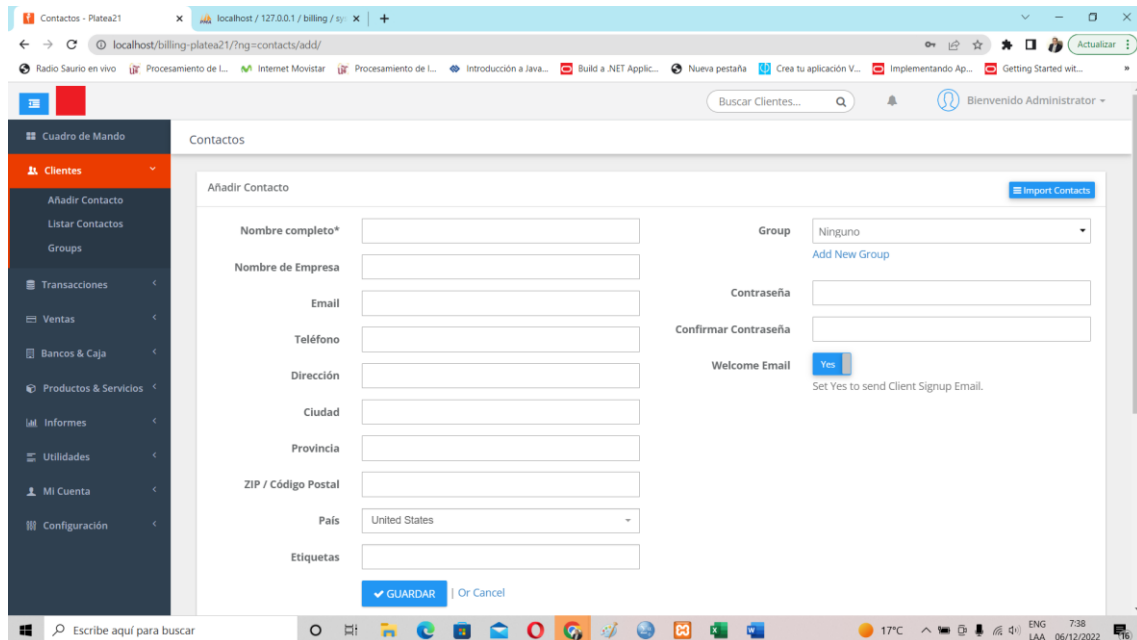 Contactos - Platea21
localhost / 127.0.0.1 / billing / sy
localhost/billing-platea21/?ng=contacts/add/
Actualizar
Radio Saurio en vivo Procesamiento de I... Internet Movistar Procesamiento de I... Introducción a Java... Build a .NET Applic... Nueva pestaña Crea tu aplicación V... Implementando Ap... Getting Started wit... »
Buscar Clientes... Bienvenido Administrator
Cuadro de Mando
Clientes
Añadir Contacto
Listar Contactos
Groups
Transacciones
Ventas
Bancos & Caja
Productos & Servicios
Informes
Utilidades
Mi Cuenta
Configuración
Contactos
Añadir Contacto
Import Contacts
Nombre completo*
Nombre de Empresa
Email
Teléfono
Dirección
Ciudad
Provincia
ZIP / Código Postal
País United States
Etiquetas
GUARDAR | Or Cancel
Group Ninguno
Add New Group
Contraseña
Confirmar Contraseña
Welcome Email Yes
Set Yes to send Client Signup Email.
Escribe aquí para buscar
17°C
ENG
LAA
7:38
06/12/2022